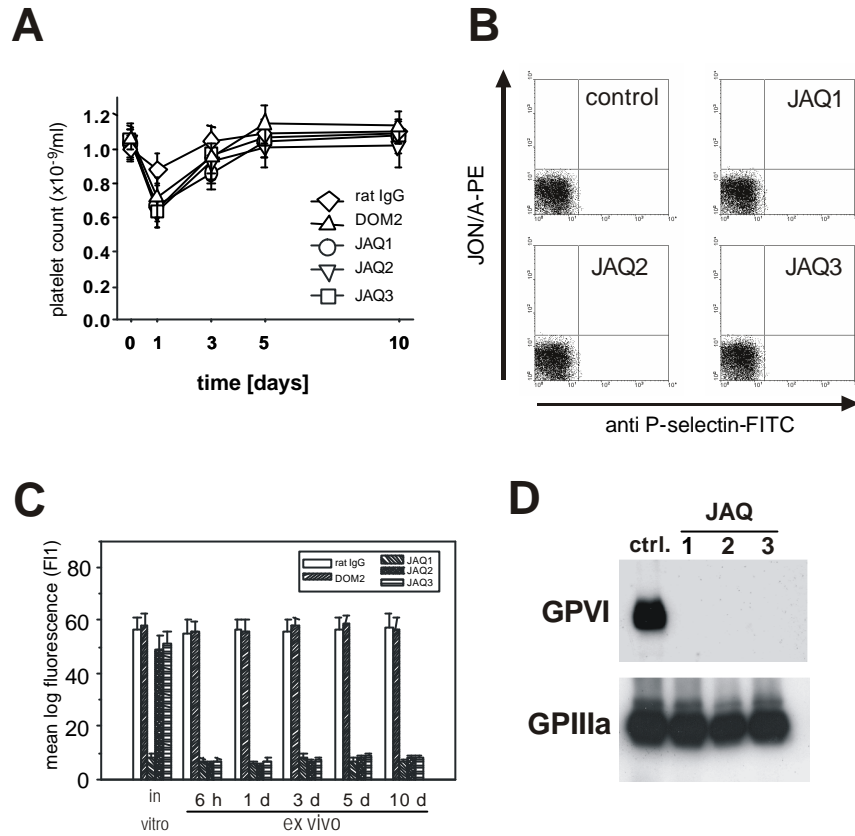 A
platelet count (x10⁻⁹/ml)
1.2
1.0
0.8
0.6
0.4
0.2
0.0
rat IgG
DOM2
JAQ1
JAQ2
JAQ3
0 1 3 5 10
time [days]
B
JON/A-PE
control
JAQ1
JAQ2
JAQ3
anti P-selectin-FITC
C
mean log fluorescence (Fl1)
80
60
40
20
0
rat IgG
DOM2
JAQ1
JAQ2
JAQ3
in
vitro
6 h 1 d 3 d 5 d 10 d
ex vivo
D
JAQ
ctrl. 1 2 3
GPVI
GPIIIa